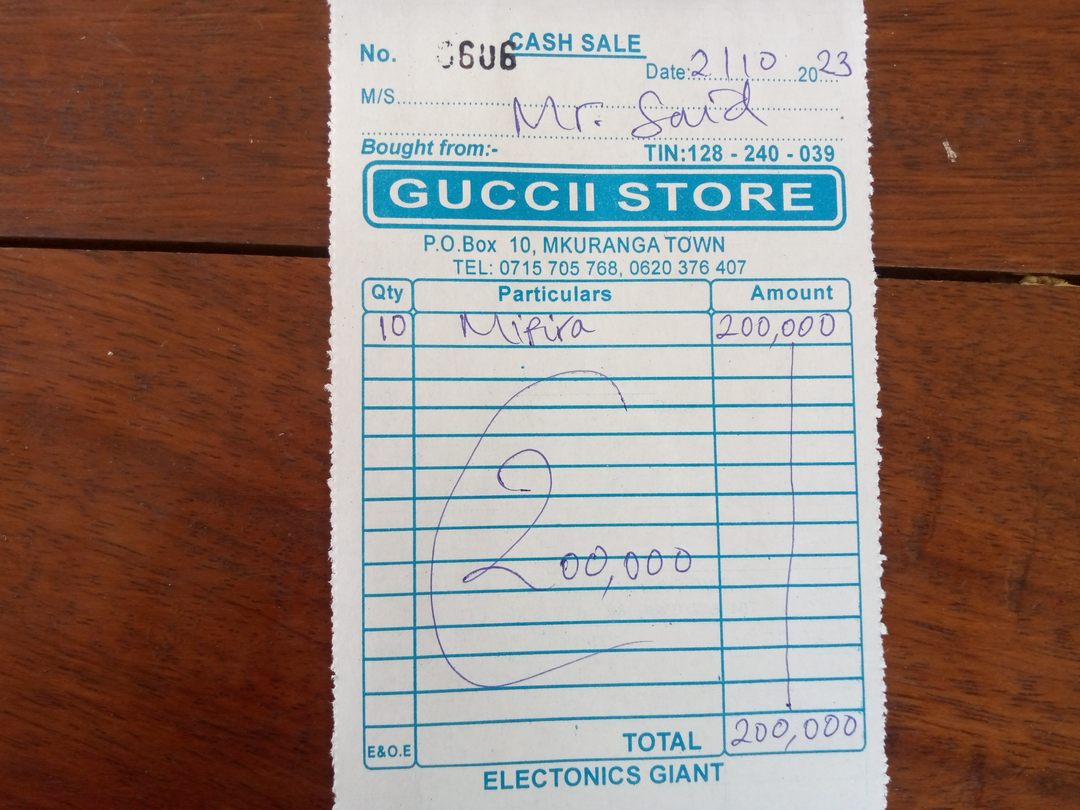 CASH SALE
No. 0606
Date: 2/10 2023
M/S. Mr. Said
Bought from:- TIN:128 - 240 - 039
GUCCII STORE
P.O.Box 10, MKURANGA TOWN
TEL: 0715 705 768, 0620 376 407
Qty Particulars Amount
10 Mipira 200,000
200,000
E&O.E TOTAL 200,000
ELECTONICS GIANT